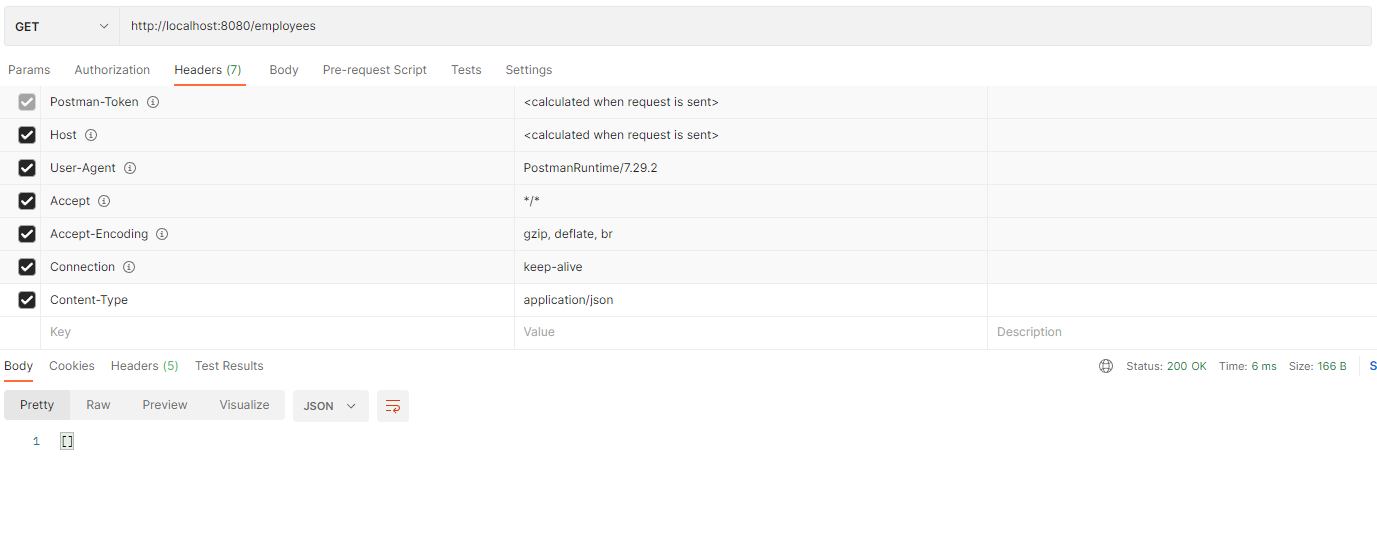 GET http://localhost:8080/employees
Params Authorization Headers (7) Body Pre-request Script Tests Settings
Postman-Token <calculated when request is sent>
Host <calculated when request is sent>
User-Agent PostmanRuntime/7.29.2
Accept */*
Accept-Encoding gzip, deflate, br
Connection keep-alive
Content-Type application/json
Key Value Description
Body Cookies Headers (5) Test Results Status: 200 OK Time: 6 ms Size: 166 B S
Pretty Raw Preview Visualize JSON
1 []